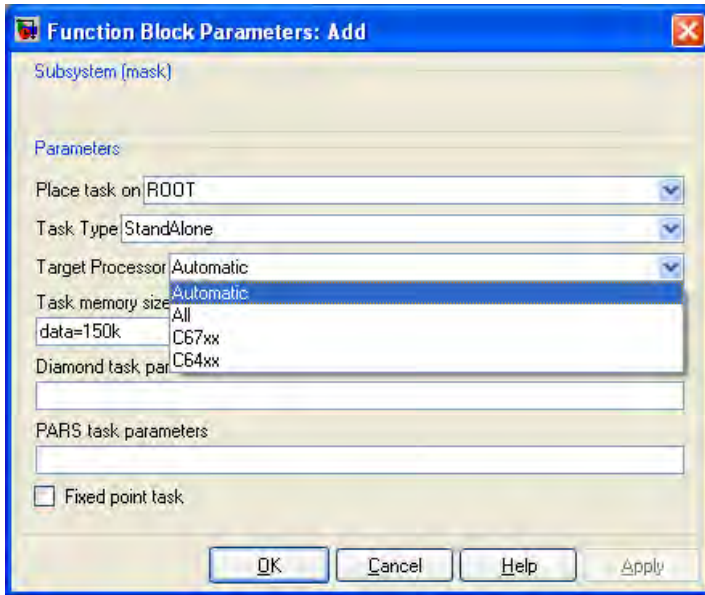 Function Block Parameters: Add
Subsystem (mask)
Parameters
Place task on ROOT
Task Type StandAlone
Target Processor Automatic
Automatic
Task memory size
All
data=150k
C67xx
C64xx
Diamond task par
PARS task parameters
Fixed point task
OK Cancel Help Apply